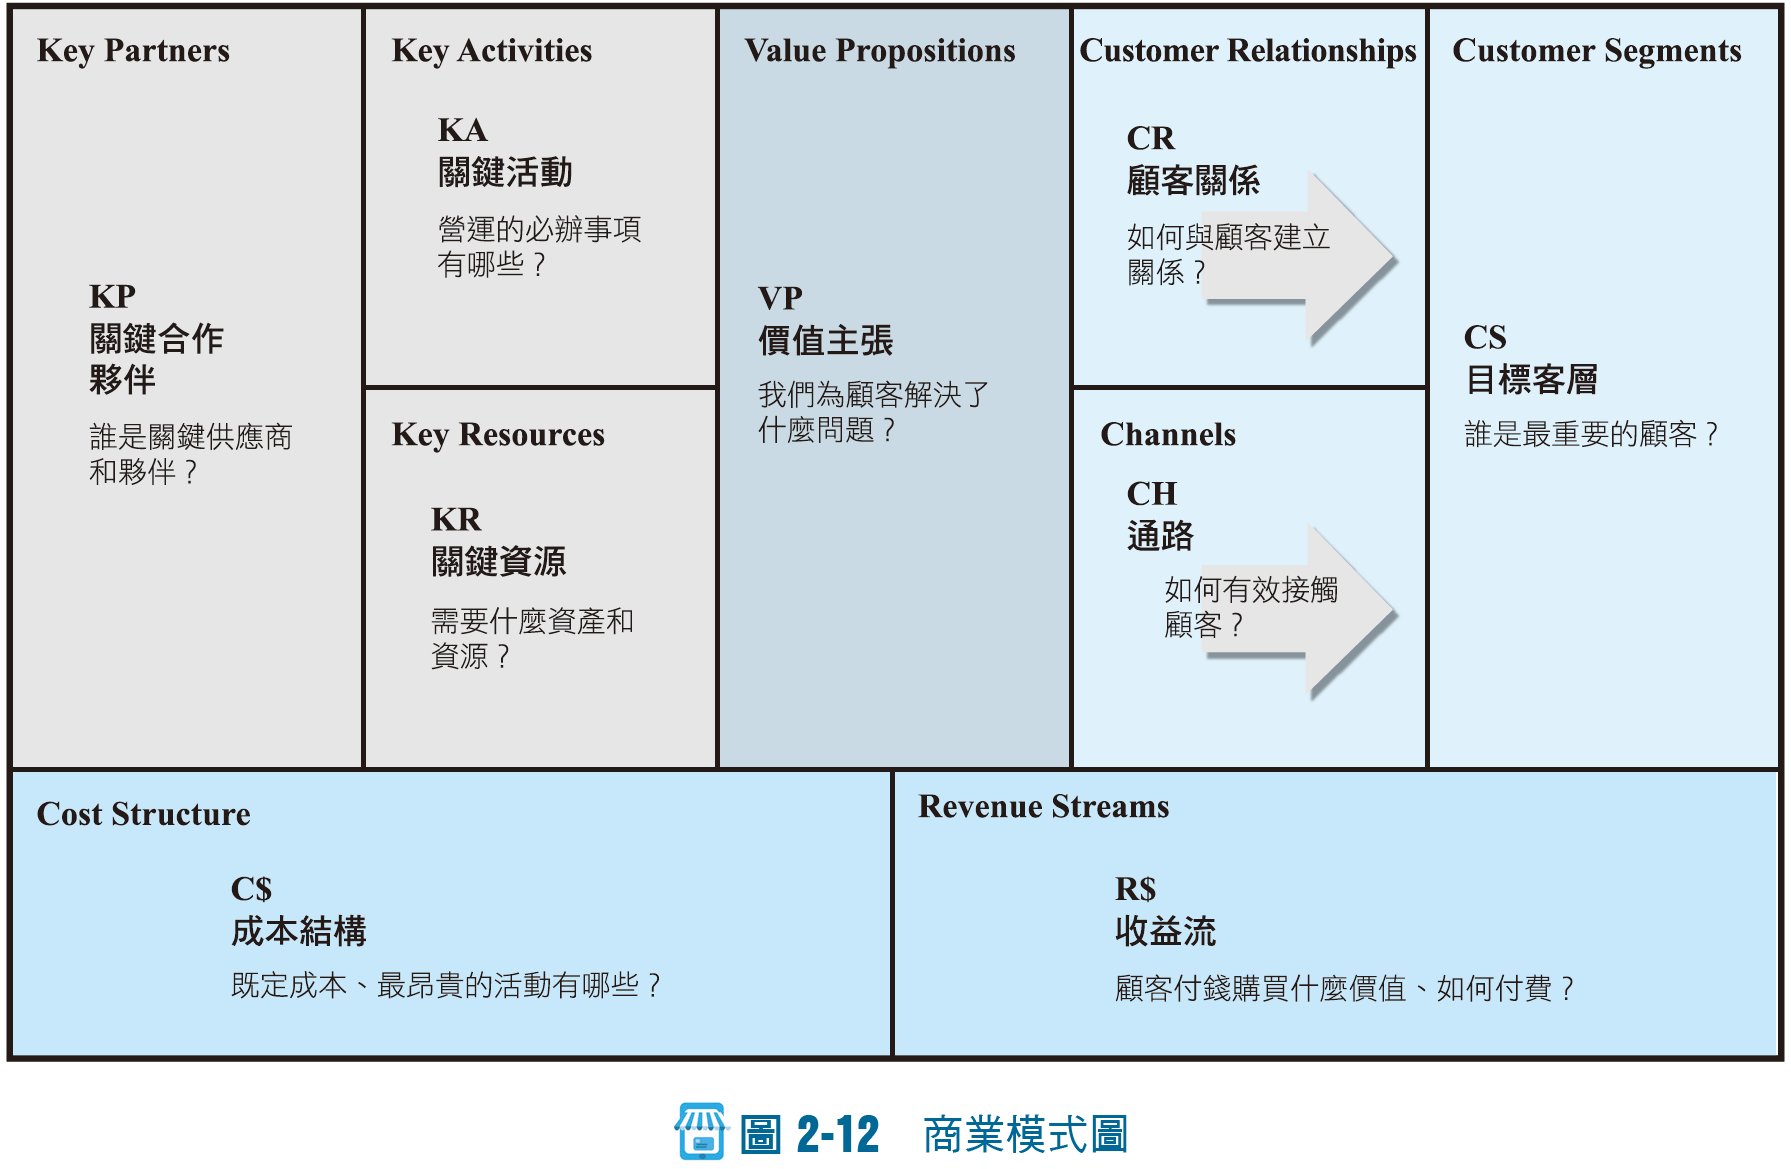 Key Partners
KP
關鍵合作
夥伴
誰是關鍵供應商
和夥伴？
Key Activities
KA
關鍵活動
營運的必辦事項
有哪些？
Key Resources
KR
關鍵資源
需要什麼資產和
資源？
Value Propositions
VP
價值主張
我們為顧客解決了
什麼問題？
Customer Relationships
CR
顧客關係
如何與顧客建立
關係？
Channels
CH
通路
如何有效接觸
顧客？
Customer Segments
CS
目標客層
誰是最重要的顧客？
Cost Structure
C$
成本結構
既定成本、最昂貴的活動有哪些？
Revenue Streams
R$
收益流
顧客付錢購買什麼價值、如何付費？
圖 2-12 商業模式圖